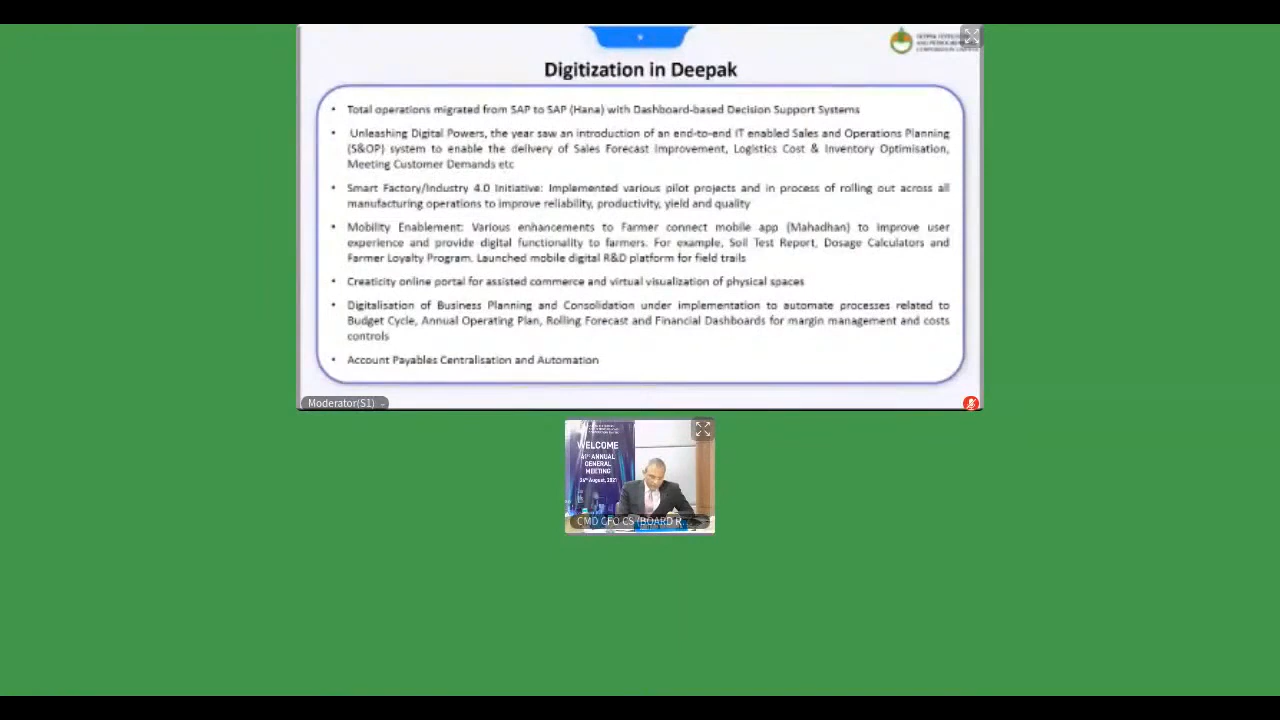 Digitization in Deepak
• Total operations migrated from SAP to SAP (Hana) with Dashboard-based Decision Support Systems
• Unleashing Digital Powers, the year saw an introduction of an end-to-end IT enabled Sales and Operations Planning
(S&OP) system to enable the delivery of Sales Forecast Improvement, Logistics Cost & Inventory Optimisation,
Meeting Customer Demands etc
• Smart Factory/Industry 4.0 Initiative: Implemented various pilot projects and in process of rolling out across all
manufacturing operations to improve reliability, productivity, yield and quality
• Mobility Enablement: Various enhancements to Farmer connect mobile app (Mahadhan) to improve user
experience and provide digital functionality to farmers. For example, Soil Test Report, Dosage Calculators and
Farmer Loyalty Program. Launched mobile digital R&D platform for field trails
• Creaticity online portal for assisted commerce and virtual visualization of physical spaces
• Digitalisation of Business Planning and Consolidation under implementation to automate processes related to
Budget Cycle, Annual Operating Plan, Rolling Forecast and Financial Dashboards for margin management and costs
controls
• Account Payables Centralisation and Automation
Moderator(S1)
WELCOME
41st ANNUAL
GENERAL
MEETING
26th August, 2021
CMD CFO CS (BOARD R...